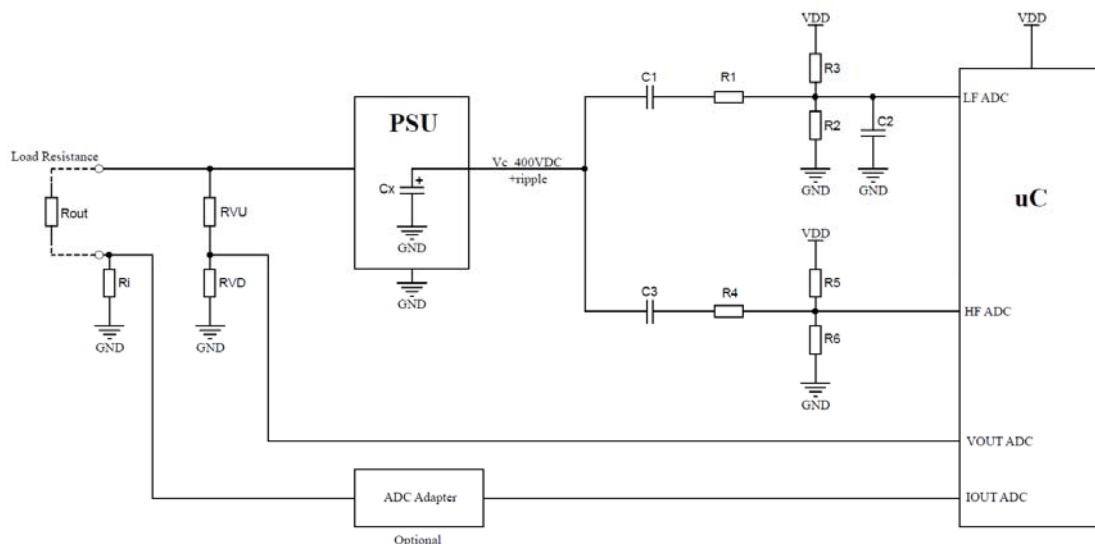 VDD
VDD
C1
R1
R3
LF ADC
PSU
R2
C2
Load Resistance
Vc_400VDC
+ripple
GND
GND
uC
Cx
+
Rout
RVU
GND
VDD
R5
C3
R4
Ri
RVD
GND
HF ADC
R6
GND
GND
GND
VOUT ADC
ADC Adapter
IOUT ADC
Optional